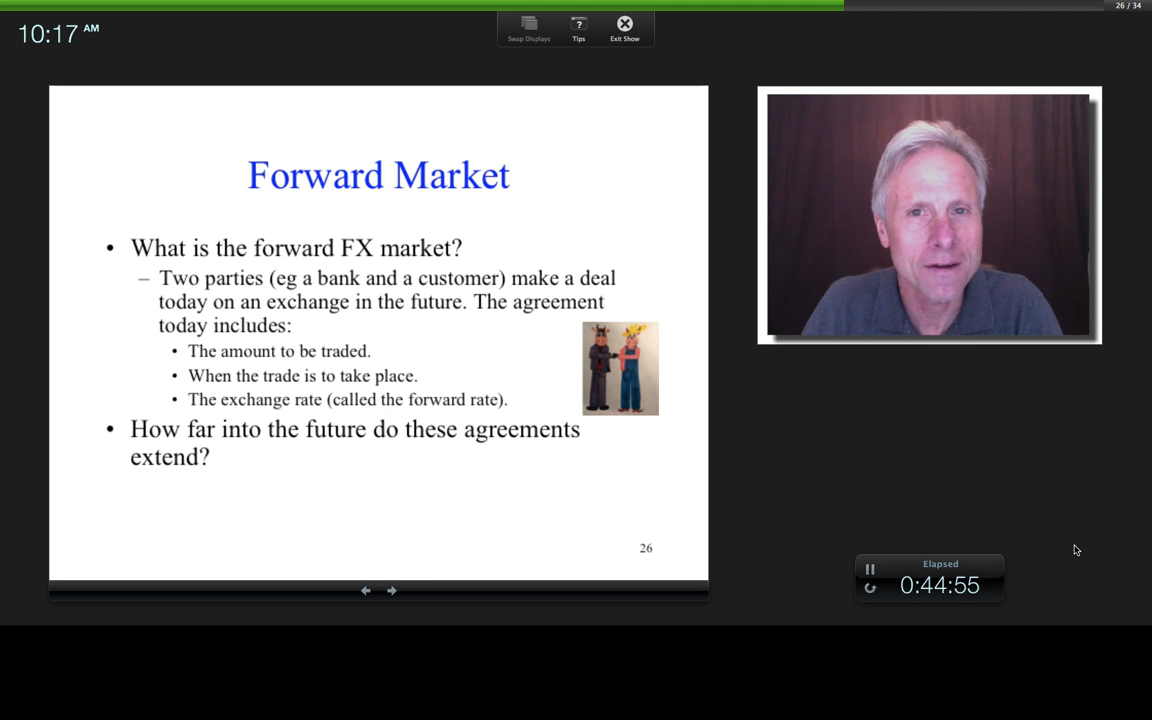 26 / 34
10:17 AM
Swap Displays
Tips
Exit Show
Forward Market
• What is the forward FX market?
– Two parties (eg a bank and a customer) make a deal
today on an exchange in the future. The agreement
today includes:
• The amount to be traded.
• When the trade is to take place.
• The exchange rate (called the forward rate).
• How far into the future do these agreements
extend?
26
Elapsed
0:44:55